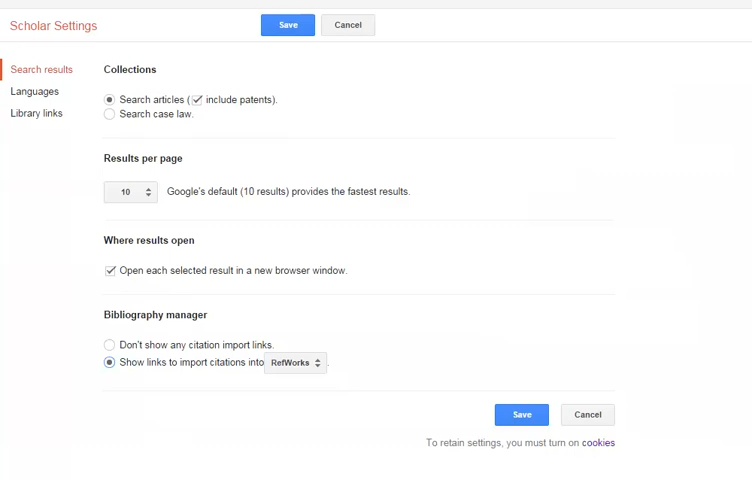 Scholar Settings
Save
Cancel
Search results
Languages
Library links
Collections
Search articles (include patents).
Search case law.
Results per page
10
Google's default (10 results) provides the fastest results.
Where results open
Open each selected result in a new browser window.
Bibliography manager
Don't show any citation import links.
Show links to import citations into RefWorks .
Save
Cancel
To retain settings, you must turn on cookies